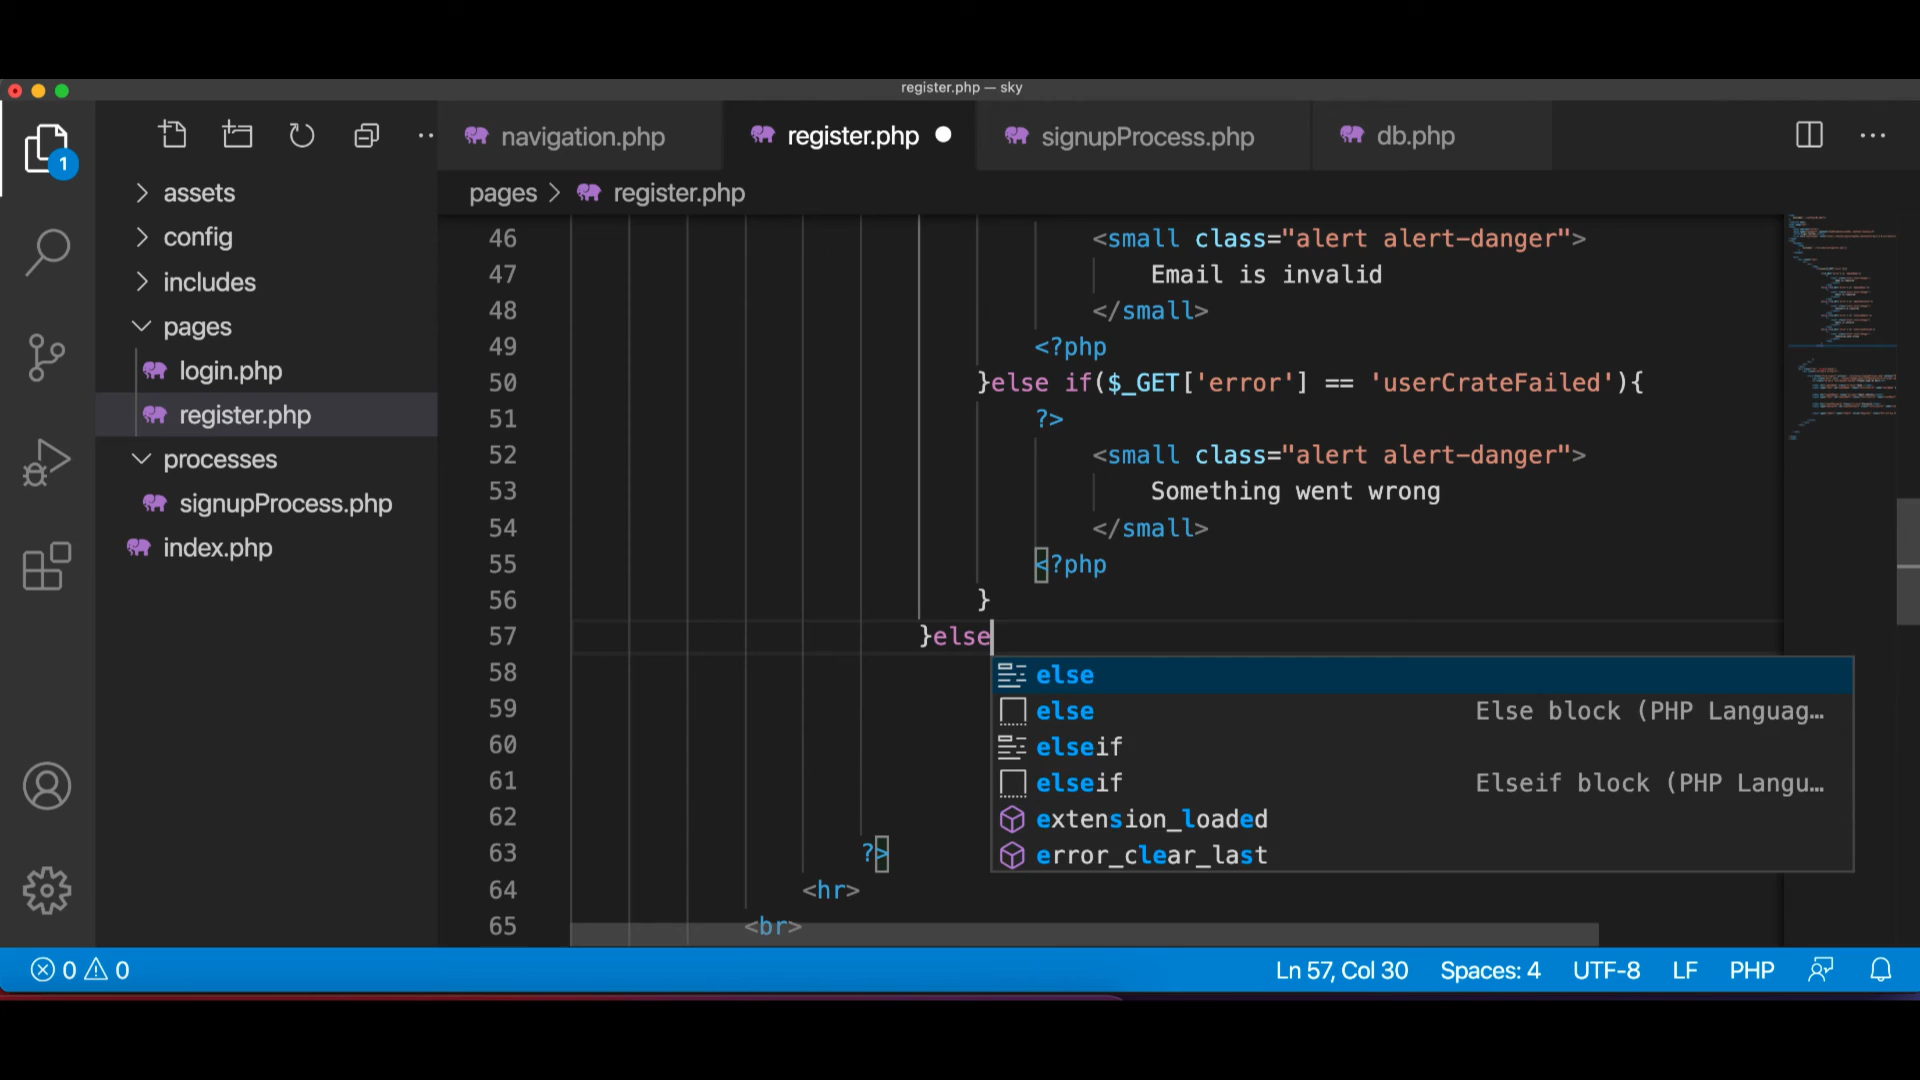 register.php — sky
navigation.php
register.php
signupProcess.php
db.php
1
assets
config
includes
pages
login.php
register.php
processes
signupProcess.php
index.php
pages > register.php
46 <small class="alert alert-danger">
47 Email is invalid
48 </small>
49 <?php
50 }else if($_GET['error'] == 'userCrateFailed'){
51 ?>
52 <small class="alert alert-danger">
53 Something went wrong
54 </small>
55 <?php
56 }
57 }else
58
59
60
61
62
63 ?>
64 <hr>
65 <br>
else
else Else block (PHP Languag…
elseif
elseif Elseif block (PHP Langu…
extension_loaded
error_clear_last
0 0
Ln 57, Col 30
Spaces: 4
UTF-8
LF
PHP